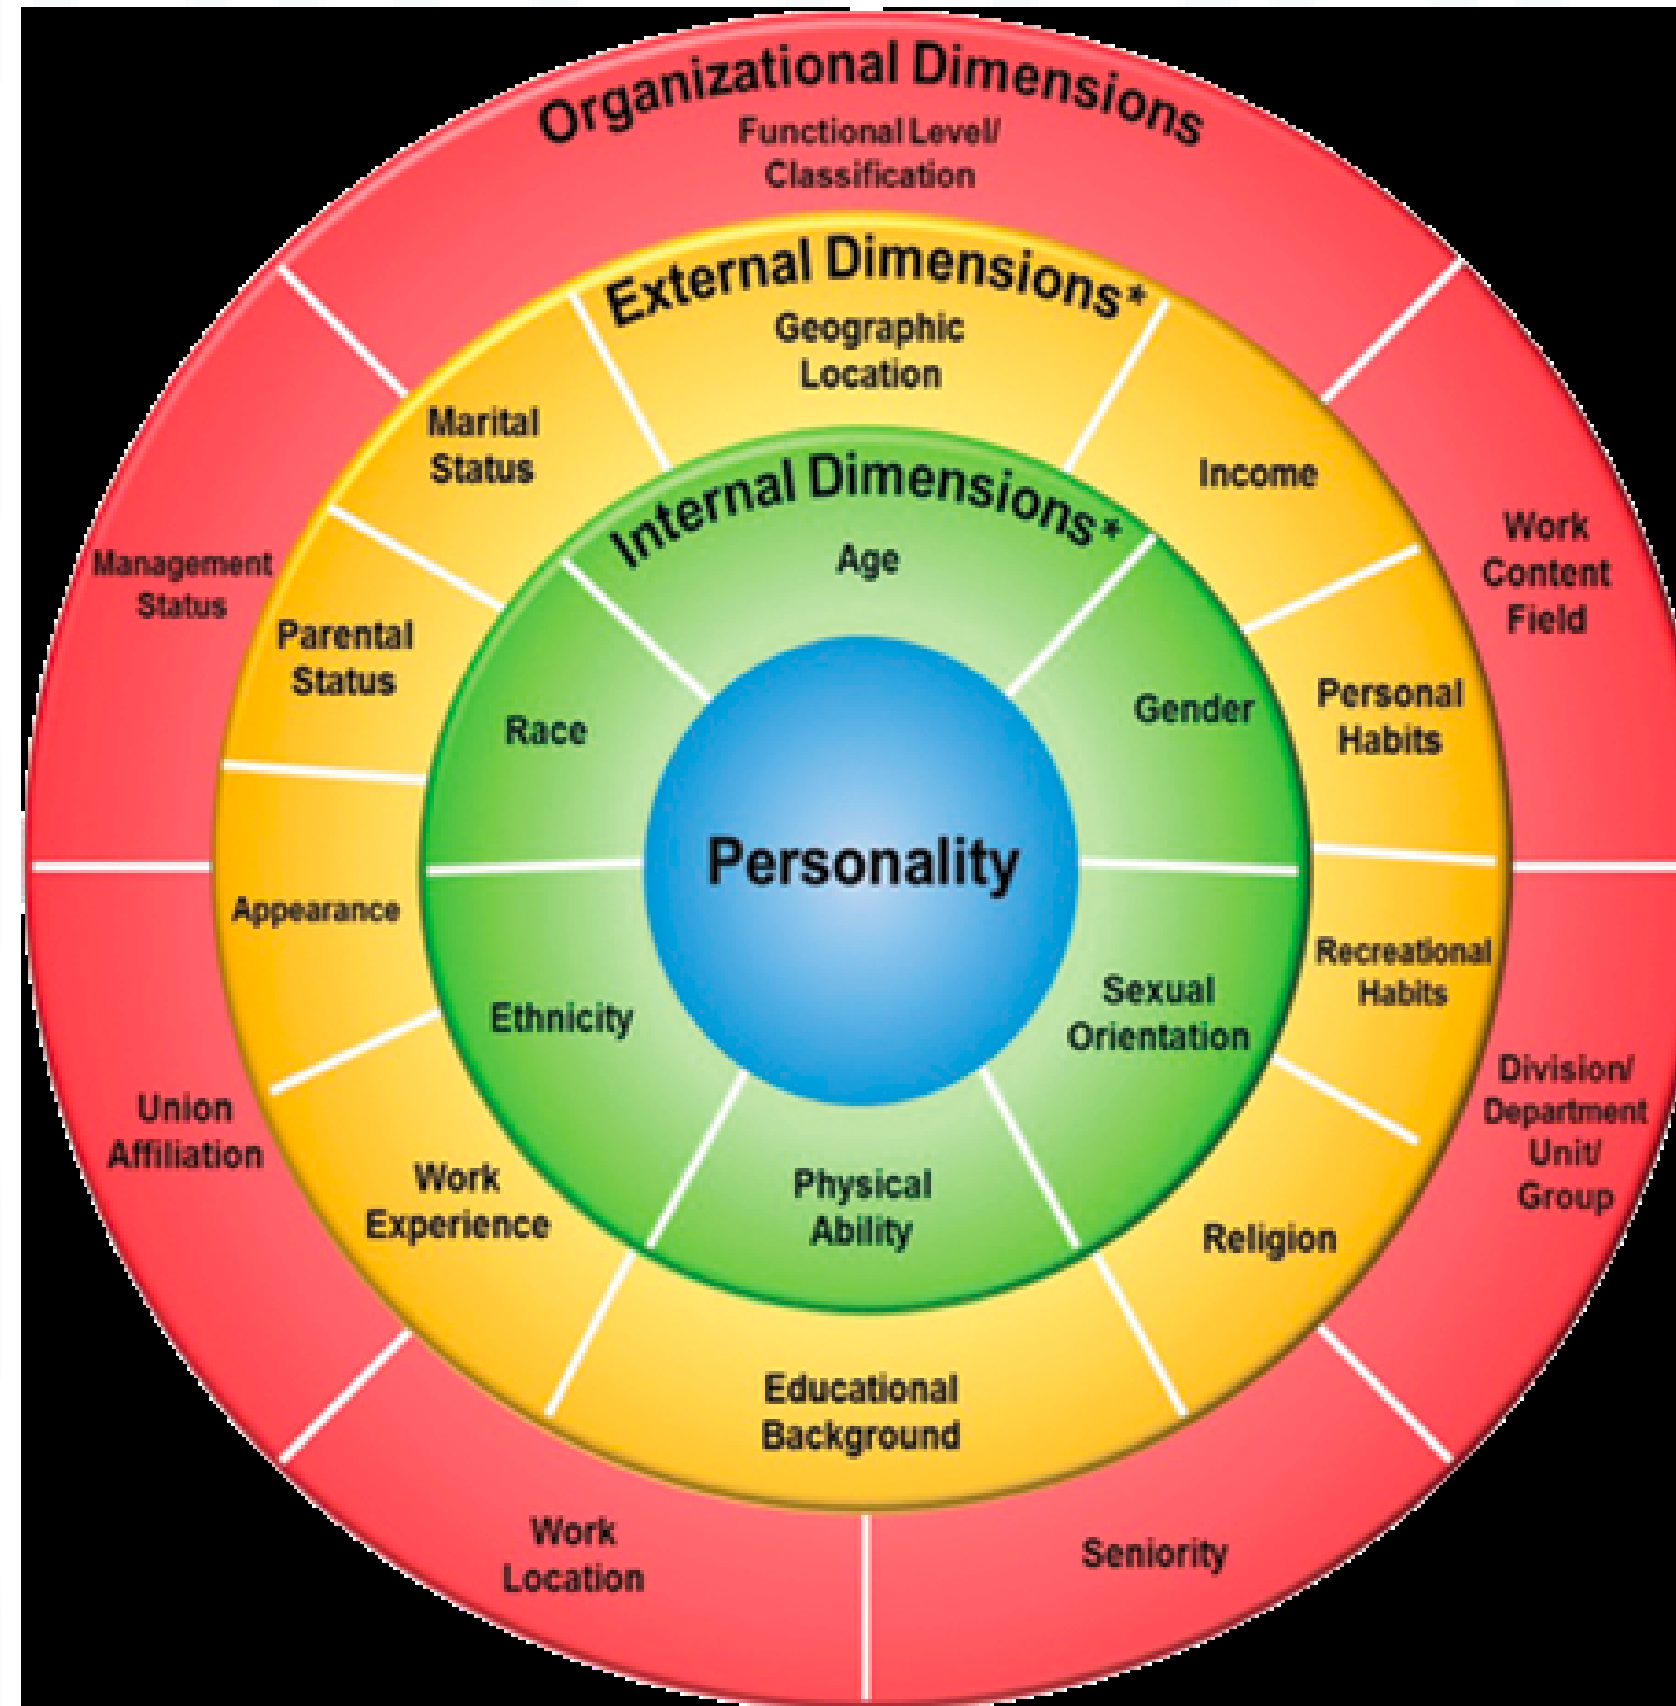 Organizational Dimensions
Functional Level/
Classification
External Dimensions*
Geographic
Location
Marital
Status
Income
Internal Dimensions*
Age
Work
Content
Field
Management
Status
Parental
Status
Race
Gender
Personal
Habits
Personality
Appearance
Recreational
Habits
Ethnicity
Sexual
Orientation
Division/
Department
Unit/
Group
Union
Affiliation
Work
Experience
Physical
Ability
Religion
Educational
Background
Work
Location
Seniority